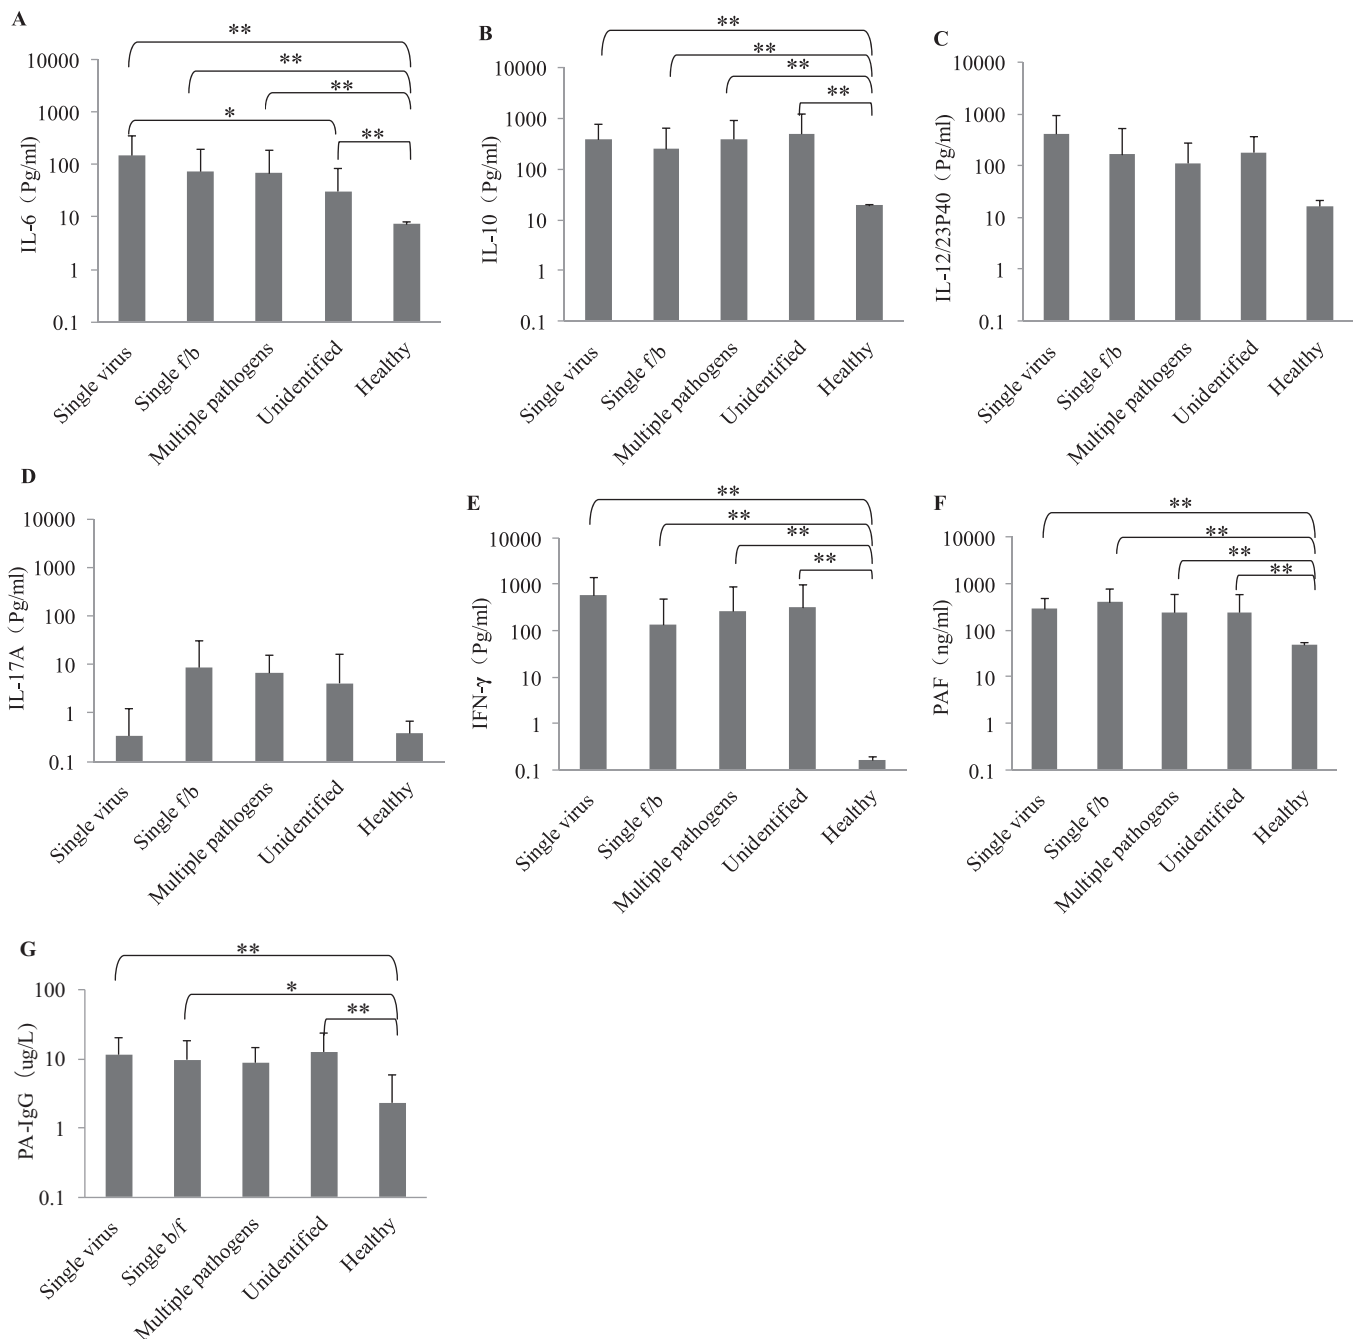 A
**
**
**
*
**
10000
1000
100
10
1
0.1
IL-6（Pg/ml）
Single virus
Single f/b
Multiple pathogens
Unidentified
Healthy
B
**
**
**
**
10000
1000
100
10
1
0.1
IL-10（Pg/ml）
Single virus
Single f/b
Multiple pathogens
Unidentified
Healthy
C
10000
1000
100
10
1
0.1
IL-12/23P40（Pg/ml）
Single virus
Single f/b
Multiple pathogens
Unidentified
Healthy
D
10000
1000
100
10
1
0.1
IL-17A（Pg/ml）
Single virus
Single f/b
Multiple pathogens
Unidentified
Healthy
E
**
**
**
**
10000
1000
100
10
1
0.1
IFN-γ（Pg/ml）
Single virus
Single f/b
Multiple pathogens
Unidentified
Healthy
F
**
**
**
**
10000
1000
100
10
1
0.1
PAF（ng/ml）
Single virus
Single f/b
Multiple pathogens
Unidentified
Healthy
G
**
*
**
100
10
1
0.1
PA-IgG（ug/L）
Single virus
Single b/f
Multiple pathogens
Unidentified
Healthy